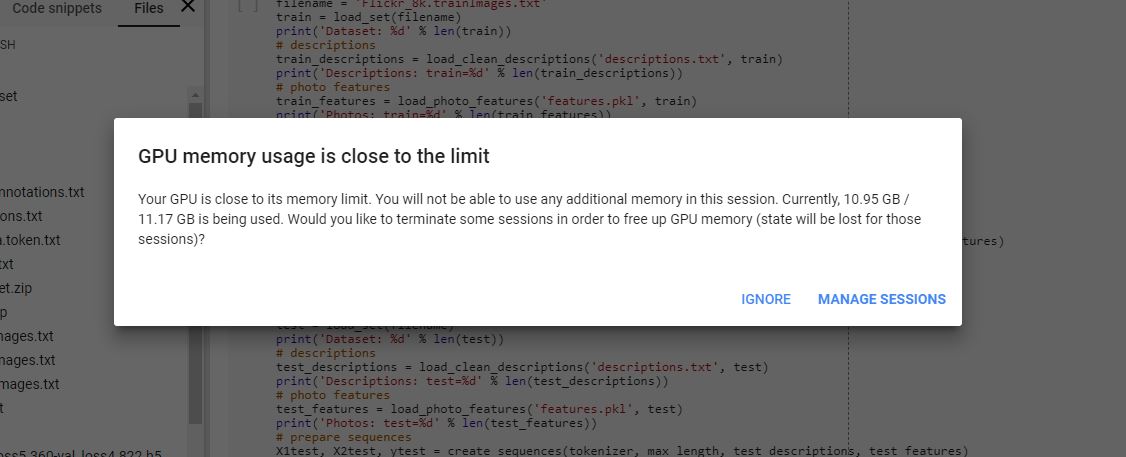 Code snippets Files
filename = 'Flickr_8k.trainImages.txt'
train = load_set(filename)
print('Dataset: %d' % len(train))
SH
# descriptions
train_descriptions = load_clean_descriptions('descriptions.txt', train)
print('Descriptions: train=%d' % len(train_descriptions))
# photo features
set
train_features = load_photo_features('features.pkl', train)
print('Photos: train=%d' % len(train_features))
GPU memory usage is close to the limit
Your GPU is close to its memory limit. You will not be able to use any additional memory in this session. Currently, 10.95 GB /
11.17 GB is being used. Would you like to terminate some sessions in order to free up GPU memory (state will be lost for those
sessions)?
IGNORE MANAGE SESSIONS
nnotations.txt
ons.txt
a.token.txt
tures)
txt
et.zip
p
nages.txt
mages.txt
mages.txt
t
test = load_set(filename)
print('Dataset: %d' % len(test))
# descriptions
test_descriptions = load_clean_descriptions('descriptions.txt', test)
print('Descriptions: test=%d' % len(test_descriptions))
# photo features
test_features = load_photo_features('features.pkl', test)
print('Photos: test=%d' % len(test_features))
# prepare sequences
X1test, X2test, ytest = create_sequences(tokenizer, max_length, test_descriptions, test_features)
oss5.360-val_loss4.822.h5